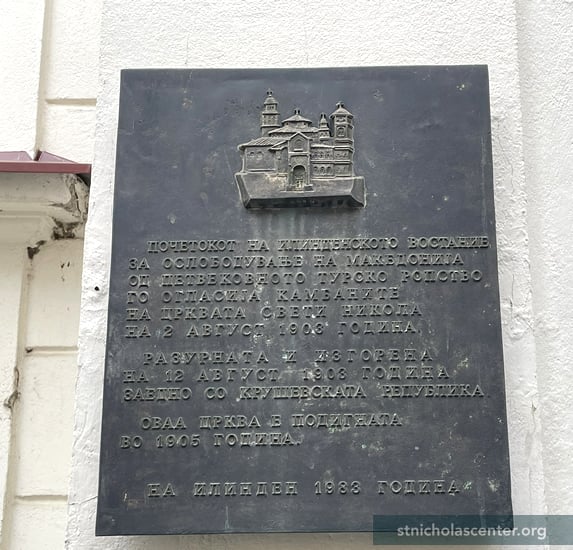 ПОЧЕТОКОТ НА ИЛИНДЕНСКОТО ВОСТАНИЕ
ЗА ОСЛОБОДУВАЊЕ НА МАКЕДОНИЈА
ОД ПЕТВЕКОВНОТО ТУРСКО РОПСТВО
ГО ОГЛАСИЈА КАМБАНИТЕ
НА ЦРКВАТА СВЕТИ НИКОЛА
НА 2 АВГУСТ 1903 ГОДИНА,
РАЗУРНАТА И ИЗГОРЕНА
НА 12 АВГУСТ 1903 ГОДИНА
ЗАЕДНО СО КРУШЕВСКАТА РЕПУБЛИКА
ОВАА ЦРКВА Е ПОДИГНАТА
ВО 1905 ГОДИНА.
НА ИЛИНДЕН 1983 ГОДИНА
stnicholascenter.org